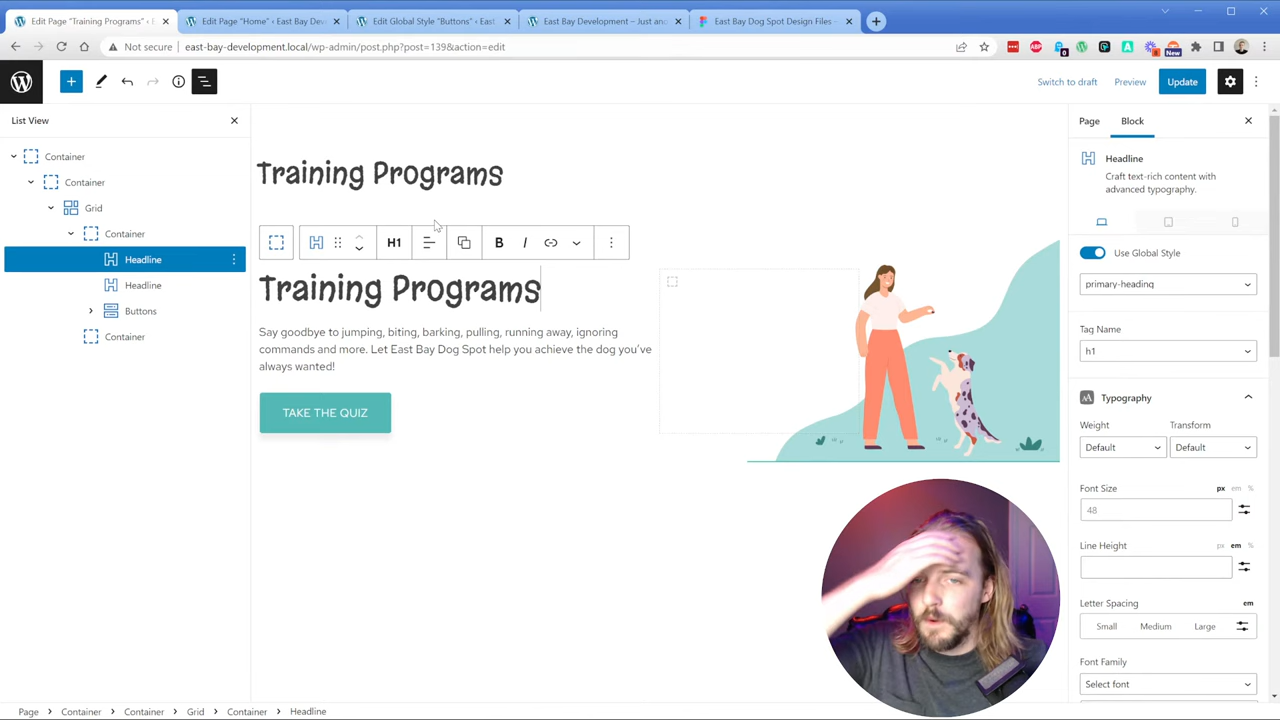 Edit Page "Training Programs" ‹ E
Edit Page "Home" ‹ East Bay Dev
Edit Global Style "Buttons" ‹ East
East Bay Development – Just an
East Bay Dog Spot Design Files –
Not secure
east-bay-development.local/wp-admin/post.php?post=139&action=edit
New
Switch to draft
Preview
Update
List View
Page
Block
Container
Container
Grid
Container
Headline
Headline
Buttons
Container
Training Programs
H1
B
I
Training Programs
Say goodbye to jumping, biting, barking, pulling, running away, ignoring
commands and more. Let East Bay Dog Spot help you achieve the dog you've
always wanted!
TAKE THE QUIZ
Headline
Craft text-rich content with
advanced typography.
Use Global Style
primary-heading
Tag Name
h1
Typography
Weight
Transform
Default
Default
Font Size
px em %
48
Line Height
px em %
Letter Spacing
em
Small
Medium
Large
Font Family
Select font
Page
Container
Container
Grid
Container
Headline